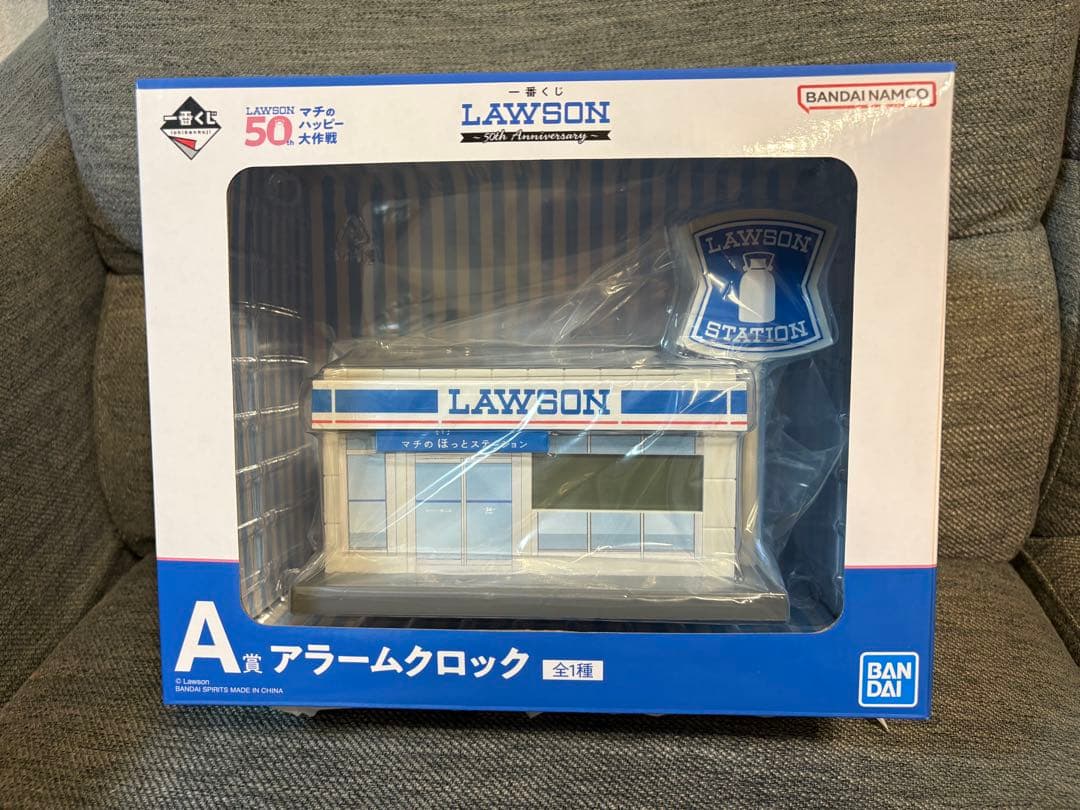 一番くじ
ichibankuji
LAWSON
50th
マチの
ハッピー
大作戦
一番くじ
LAWSON
~50th Anniversary~
BANDAI NAMCO
LAWSON
STATION
LAWSON
マチの ほっとステーション
A賞 アラームクロック 全1種
© Lawson
BANDAI SPIRITS MADE IN CHINA
BAN
DAI